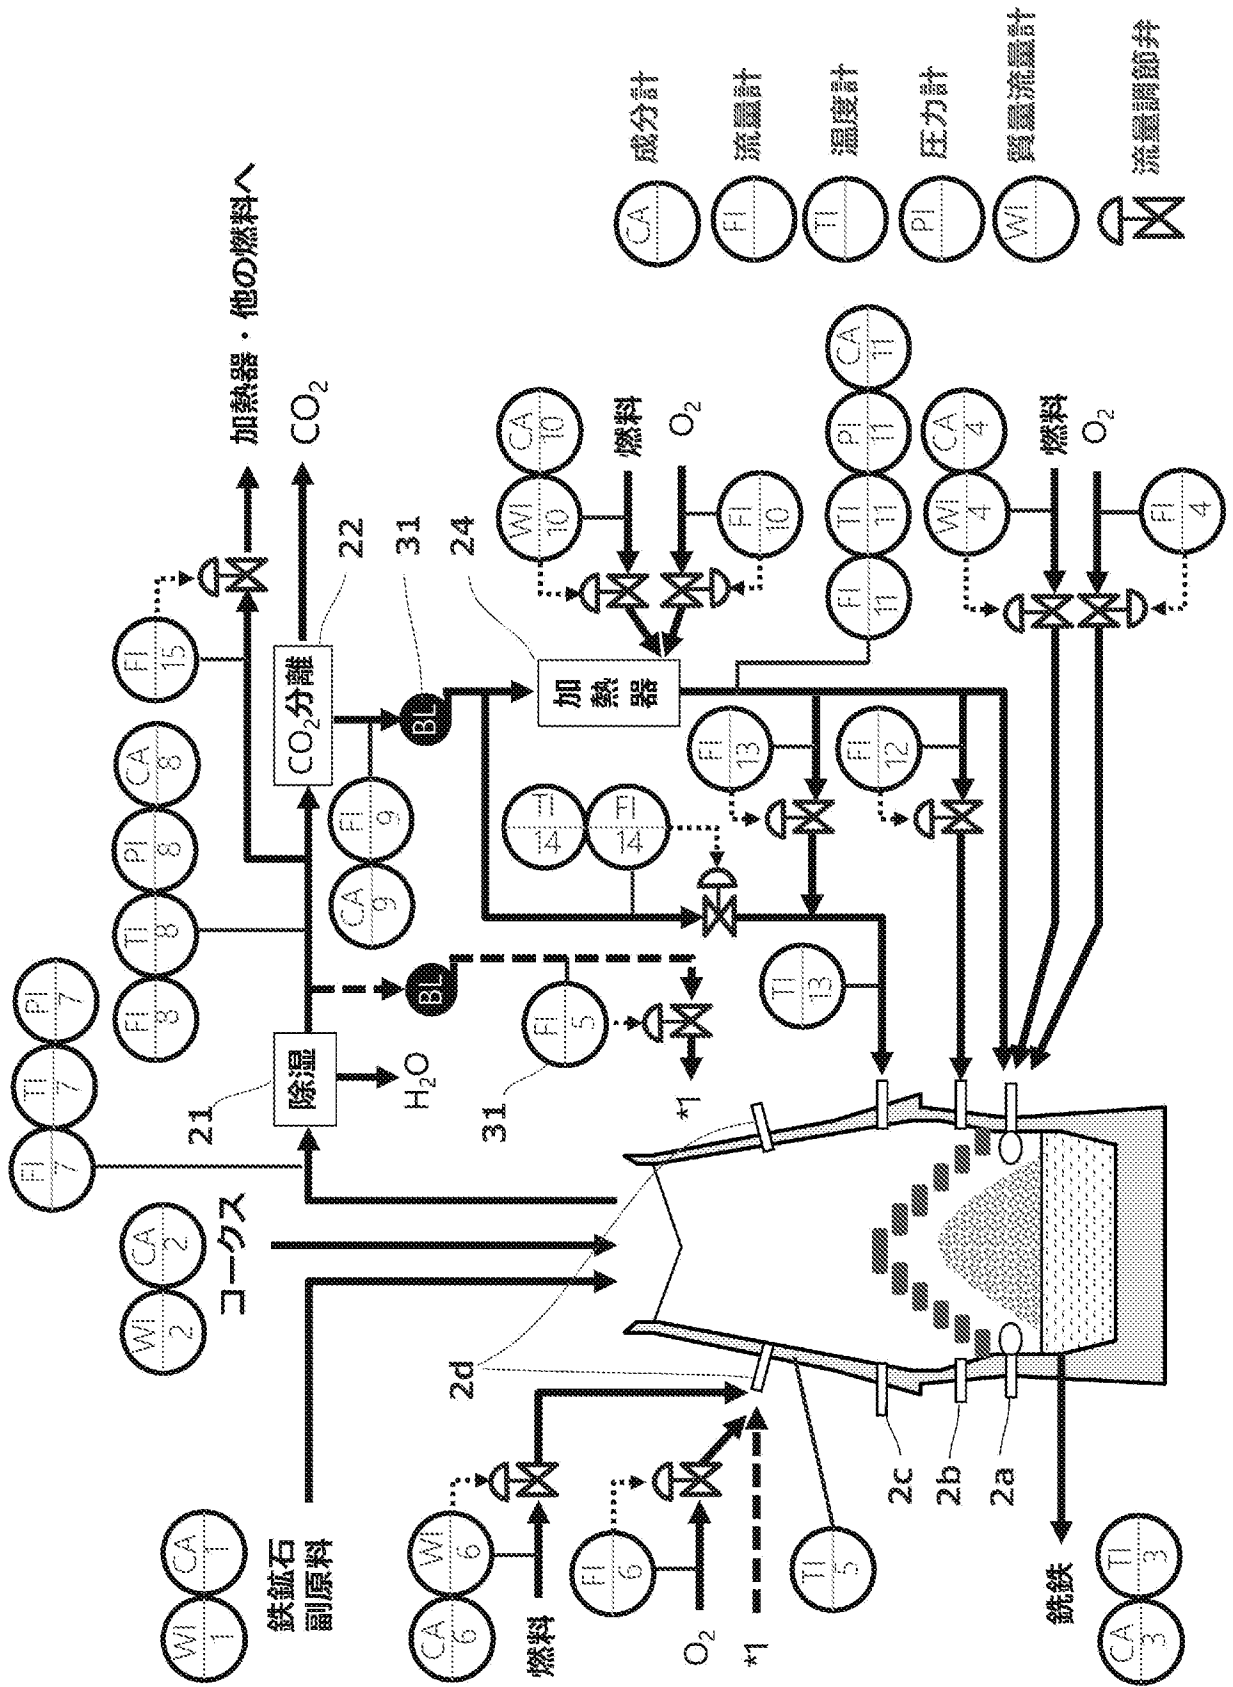 FI
7
TI
7
PI
7
WI
2
CA
2
コークス
FI
8
TI
8
PI
8
CA
8
FI
15
加熱器・他の燃料へ
WI
1
CA
1
鉄鉱石
副原料
21
除湿
H2O
CO2分離
CO2
22
CA
9
FI
9
BL
31
BL
31
24
CA
6
WI
6
燃料
2d
FI
5
*1
TI
14
FI
14
加
熱
器
WI
10
CA
10
燃料
O2
FI
10
FI
6
O2
*1
TI
5
TI
13
FI
13
FI
12
FI
11
TI
11
PI
11
CA
11
2c
2b
2a
WI
4
CA
4
燃料
O2
FI
4
銑鉄
CA
3
TI
3
CA
成分計
FI
流量計
TI
温度計
PI
圧力計
WI
質量流量計
流量調節井